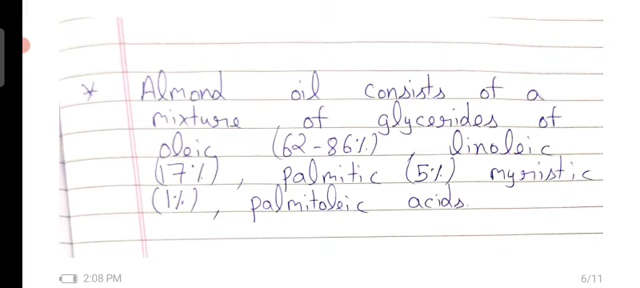 * Almond oil consists of a
mixture of glycerides of
oleic (62-86%), linoleic
(17%), palmitic (5%) myristic
(1%), palmitoleic acids.
2:08 PM 6/11